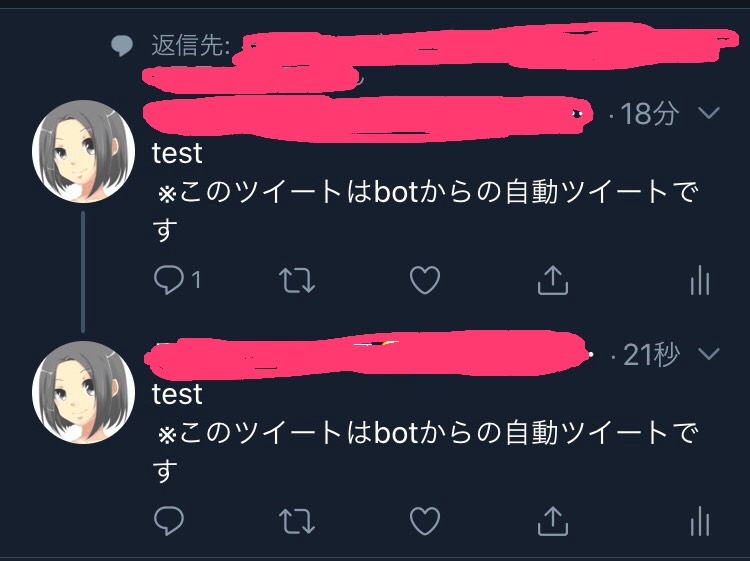 返信先:
・18分
test
※このツイートはbotからの自動ツイートで
す
1
・21秒
test
※このツイートはbotからの自動ツイートで
す